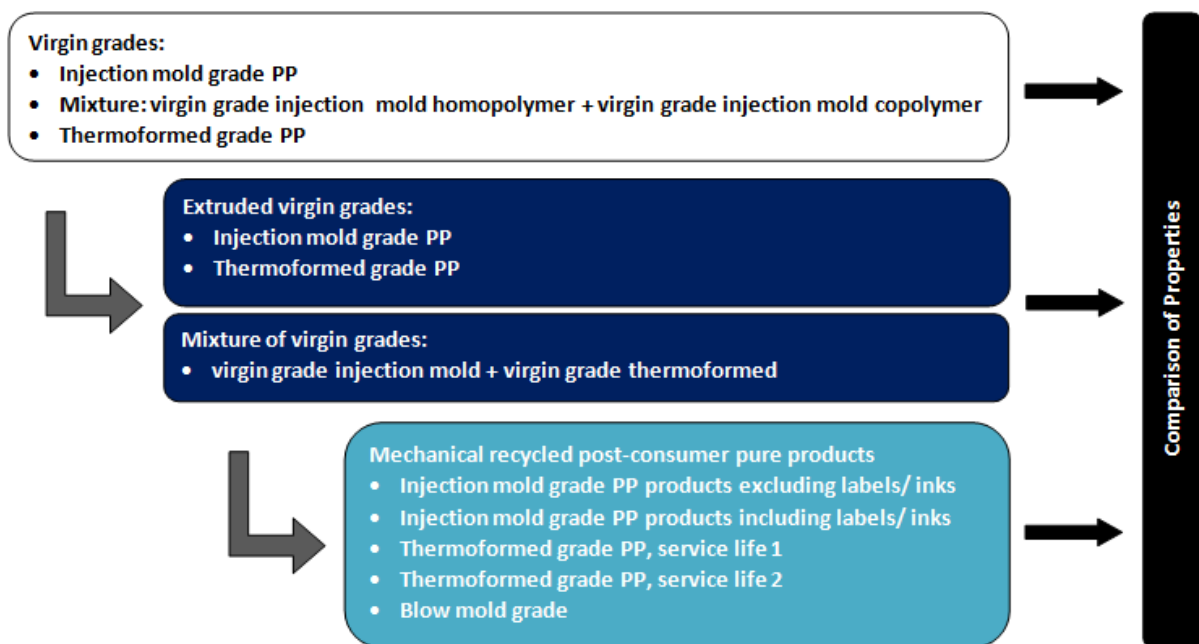 Virgin grades:
• Injection mold grade PP
• Mixture: virgin grade injection mold homopolymer + virgin grade injection mold copolymer
• Thermoformed grade PP
Extruded virgin grades:
• Injection mold grade PP
• Thermoformed grade PP
Mixture of virgin grades:
• virgin grade injection mold + virgin grade thermoformed
Mechanical recycled post-consumer pure products
• Injection mold grade PP products excluding labels/ inks
• Injection mold grade PP products including labels/ inks
• Thermoformed grade PP, service life 1
• Thermoformed grade PP, service life 2
• Blow mold grade
Comparison of Properties